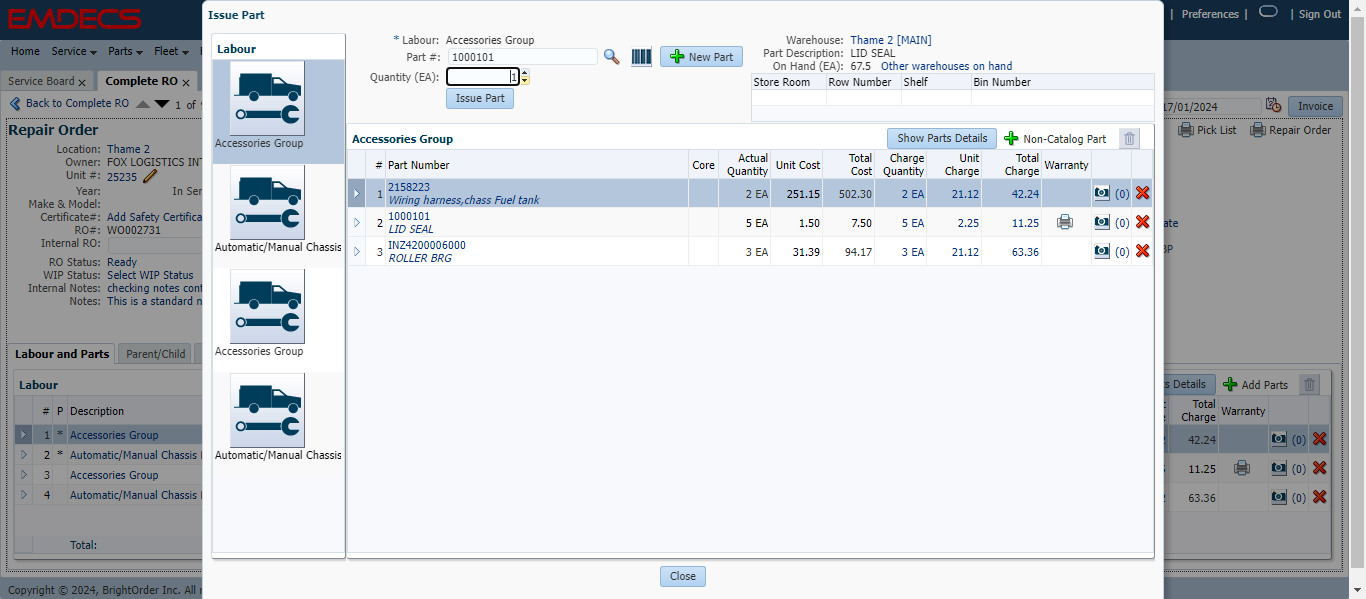 EMDECS
| Preferences | | Sign Out
Home Service Parts Fleet
Service Board x Complete RO x
Back to Complete RO 1 of
17/01/2024 Invoice
Pick List Repair Order
Repair Order
Location: Thame 2
Owner: FOX LOGISTICS INT
Unit #: 25235
Year: In Ser
Make & Model:
Certificate#: Add Safety Certifica
RO#: WO002731
Internal RO:
RO Status: Ready
WIP Status: Select WIP Status
Internal Notes: checking notes cont
Notes: This is a standard n
Labour and Parts Parent/Child
Labour
# P Description
1 * Accessories Group
2 * Automatic/Manual Chassis
3 Accessories Group
4 Automatic/Manual Chassis
Total:
Copyright © 2024, BrightOrder Inc. All r
Issue Part
Labour
Accessories Group
Automatic/Manual Chassis
Accessories Group
Automatic/Manual Chassis
* Labour: Accessories Group
Part #: 1000101 New Part
Quantity (EA): 1
Issue Part
Warehouse: Thame 2 [MAIN]
Part Description: LID SEAL
On Hand (EA): 67.5 Other warehouses on hand
Store Room Row Number Shelf Bin Number
Accessories Group Show Parts Details Non-Catalog Part
# Part Number Core Actual Quantity Unit Cost Total Cost Charge Quantity Unit Charge Total Charge Warranty
1 2158223 2 EA 251.15 502.30 2 EA 21.12 42.24 (0)
Wiring harness,chass Fuel tank
2 1000101 5 EA 1.50 7.50 5 EA 2.25 11.25 (0)
LID SEAL
3 INZ4200006000 3 EA 31.39 94.17 3 EA 21.12 63.36 (0)
ROLLER BRG
Close
ate
BP
s Details Add Parts
Total Charge Warranty
42.24 (0)
11.25 (0)
63.36 (0)